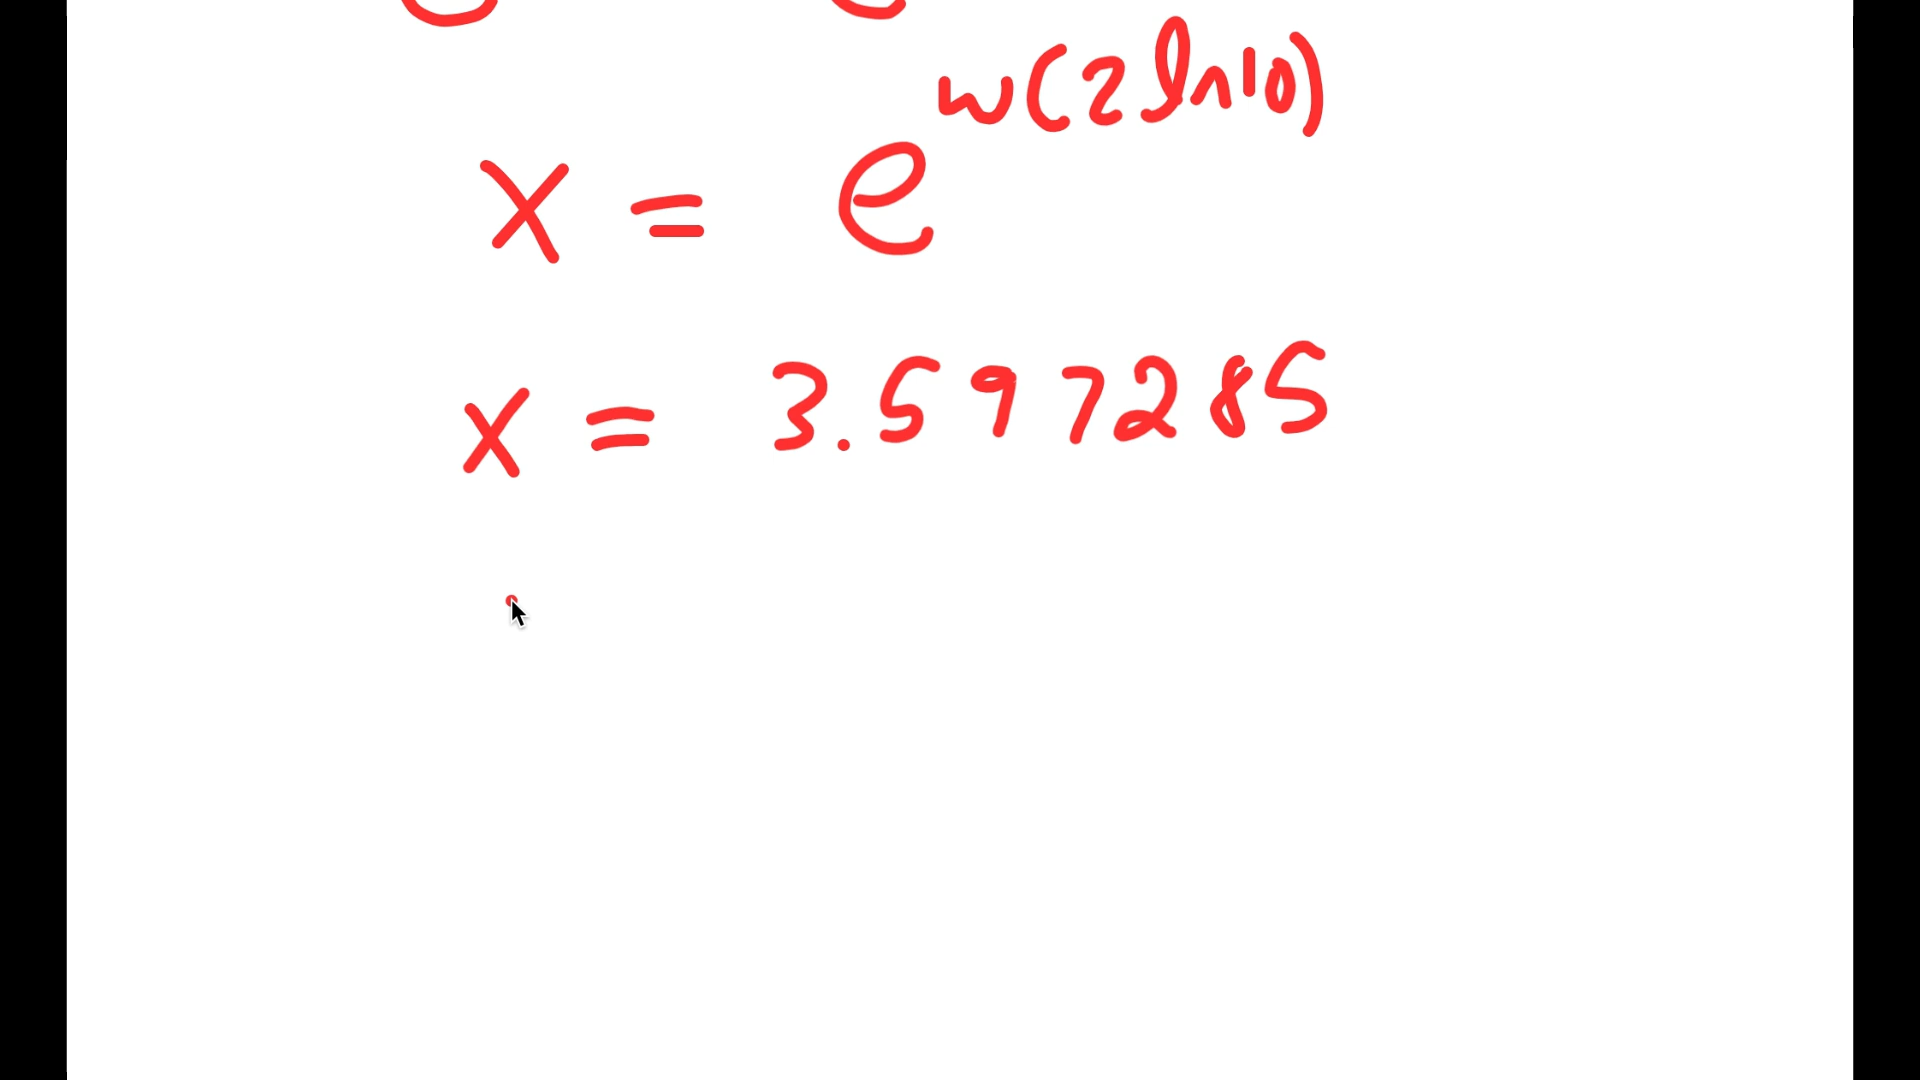 x = e^w(2ln10)
x = 3.597285